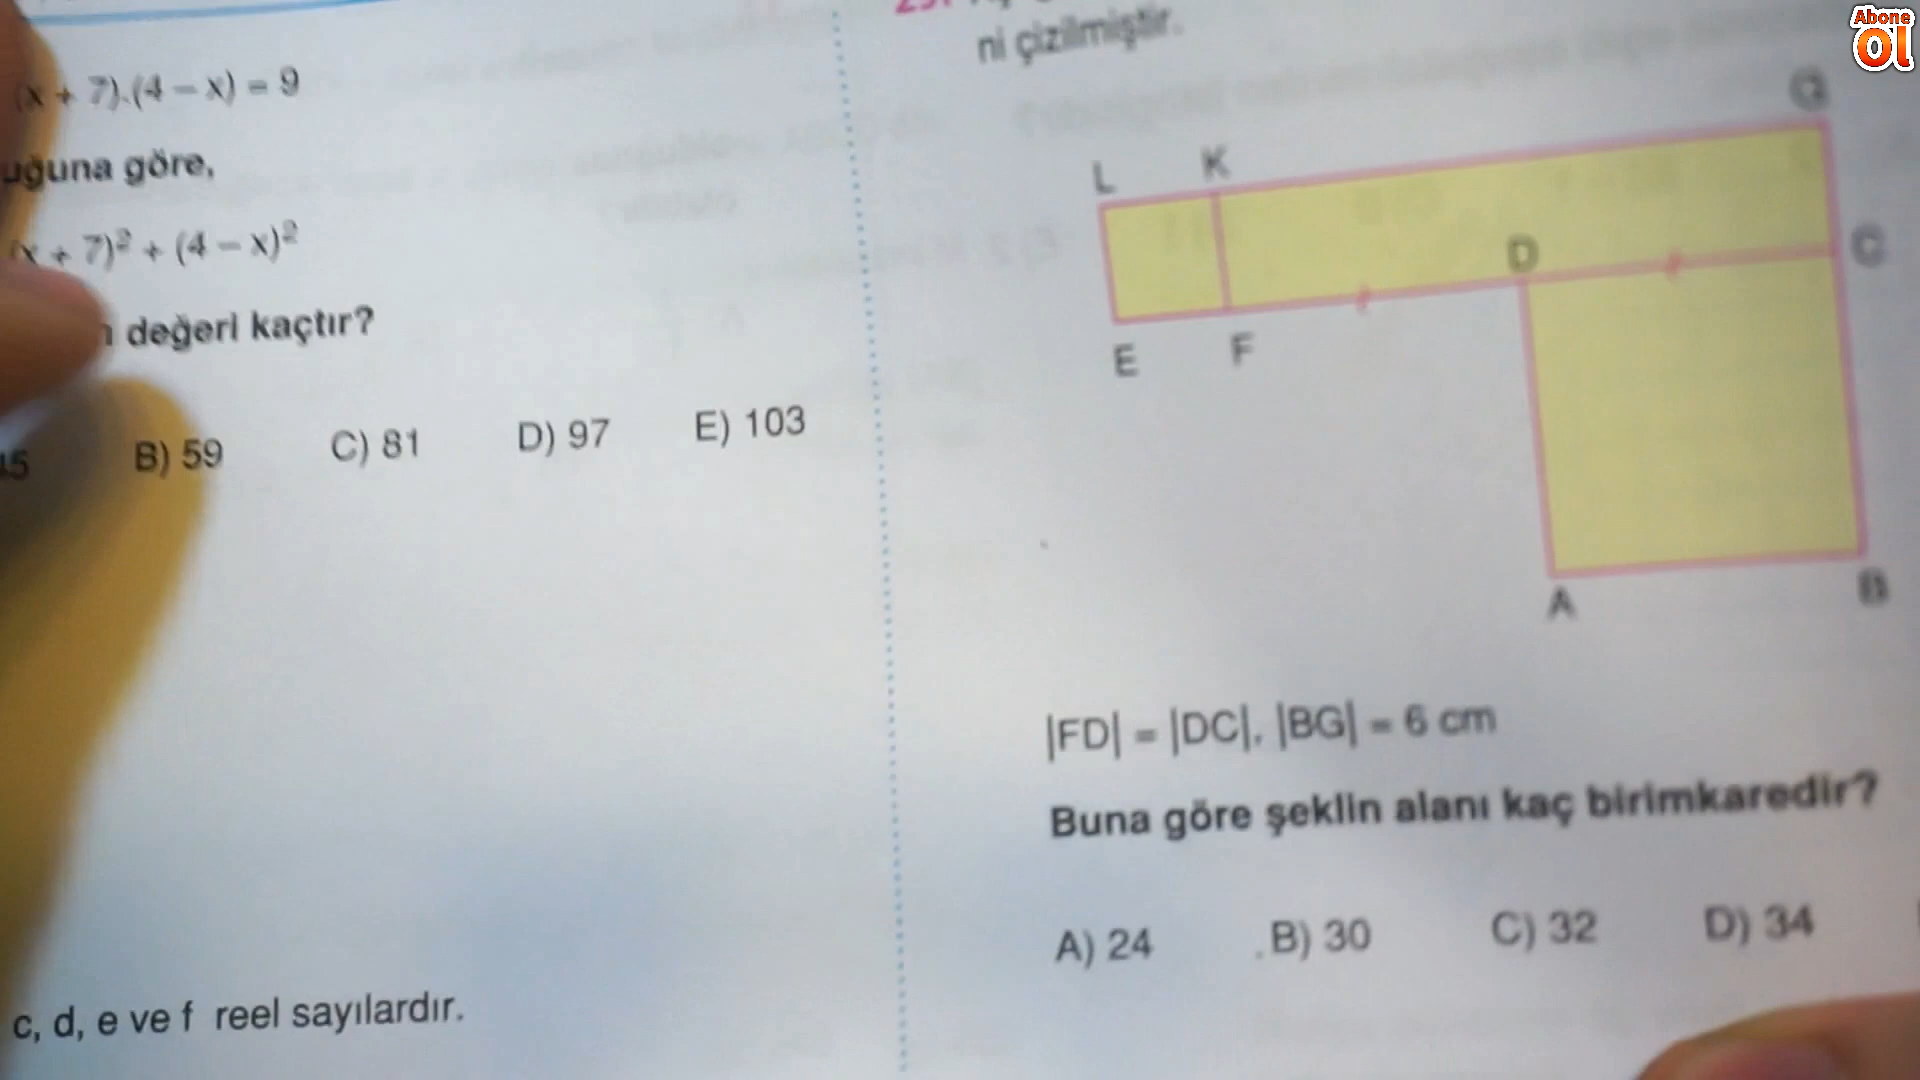 (x + 7).(4 – x) = 9
uğuna göre,
(x + 7)² + (4 – x)²
değeri kaçtır?
B) 59 C) 81 D) 97 E) 103
c, d, e ve f reel sayılardır.
ni çizilmiştir.
G
L K
D C
E F
A B
|FD| = |DC|, |BG| = 6 cm
Buna göre şeklin alanı kaç birimkaredir?
A) 24 B) 30 C) 32 D) 34
Abone
Ol